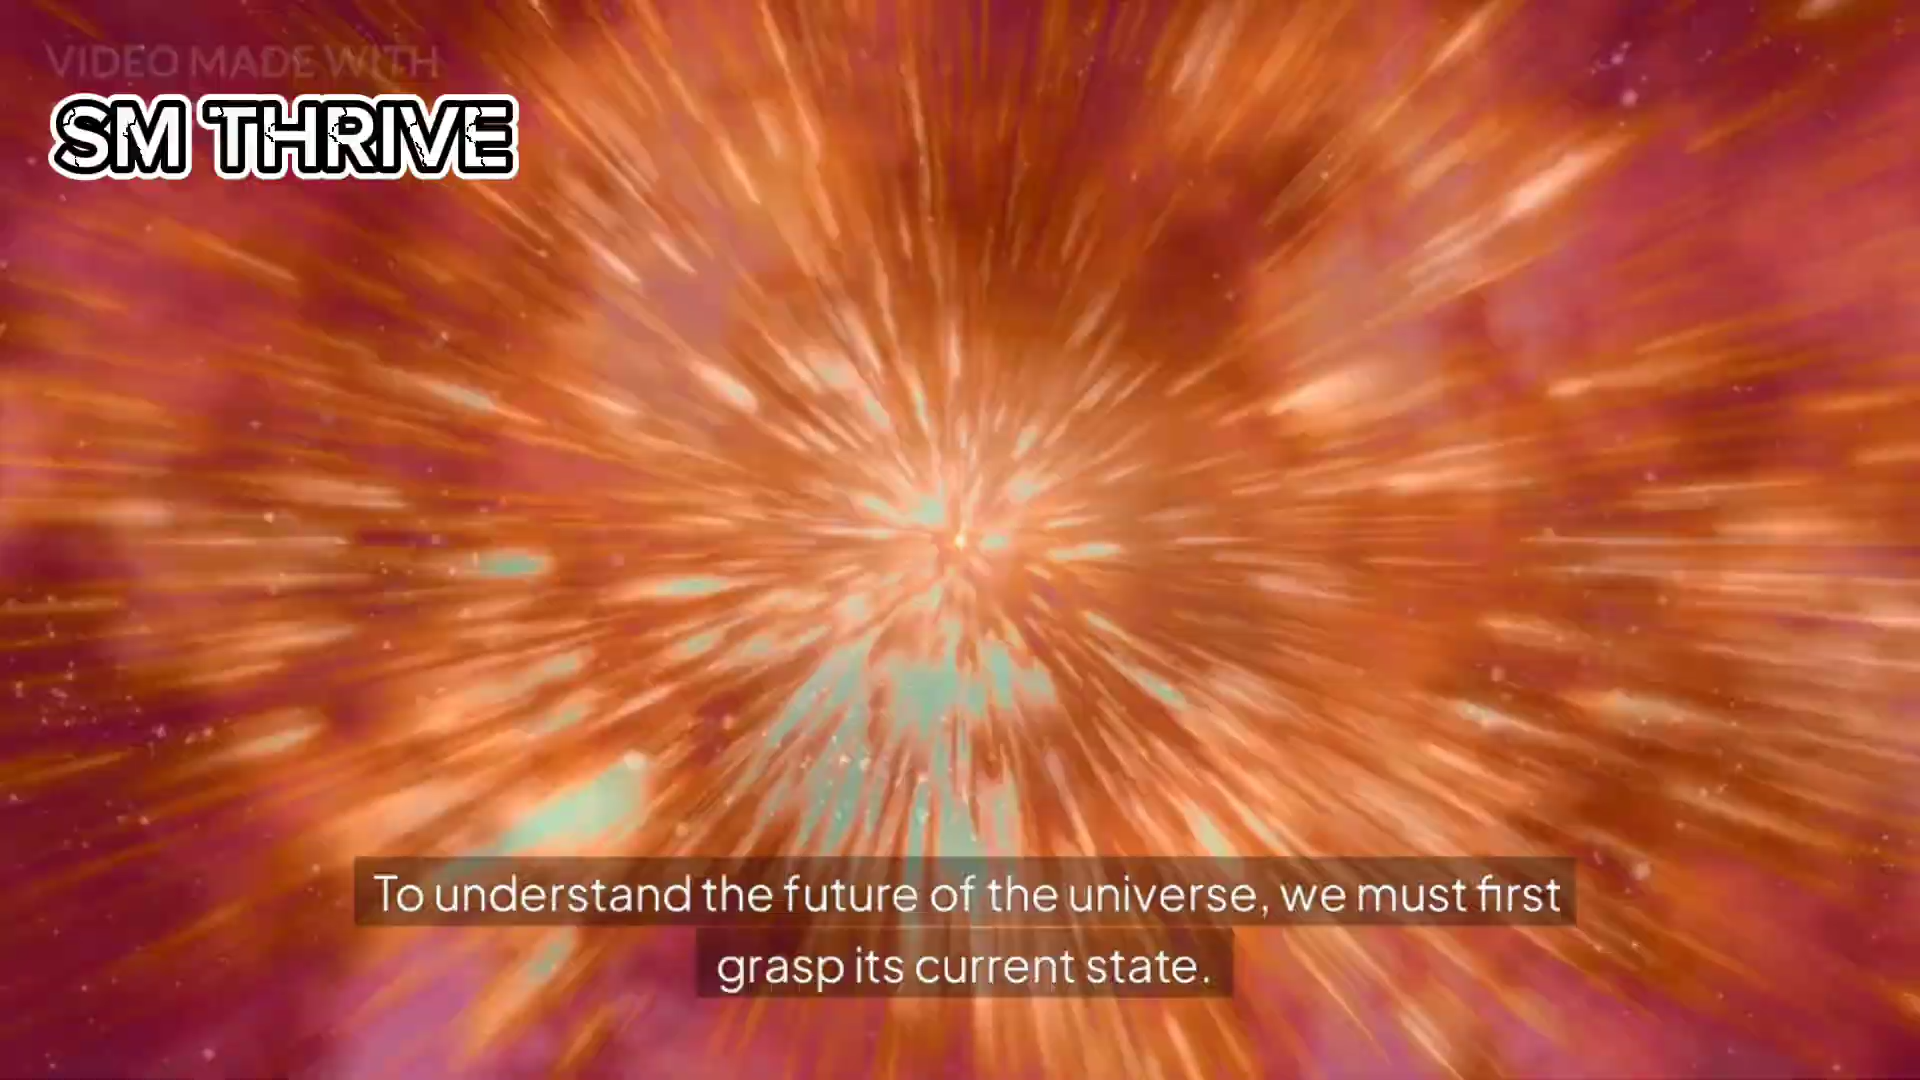 VIDEO MADE WITH
SM THRIVE
To understand the future of the universe, we must first
grasp its current state.